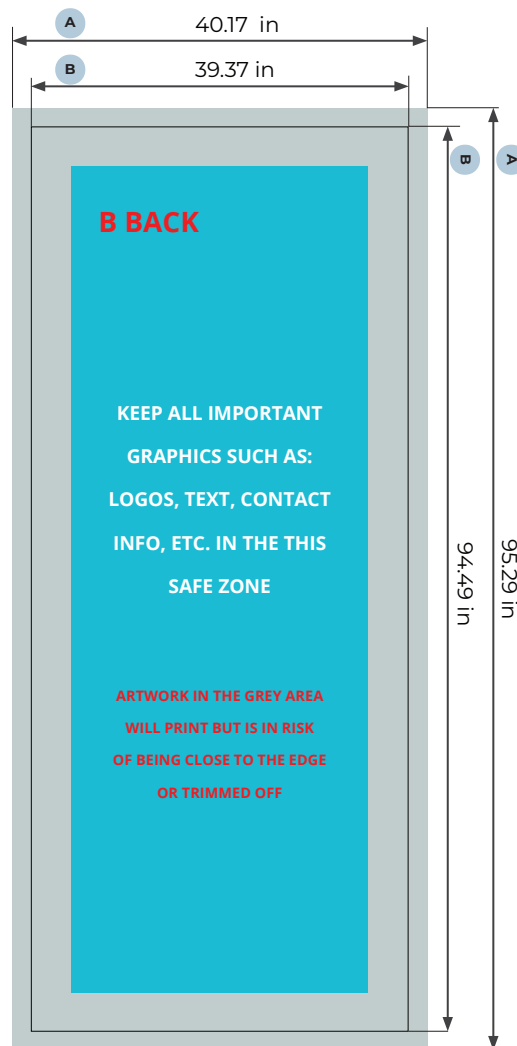 A
40.17 in
B
39.37 in
B
A
B BACK
KEEP ALL IMPORTANT
GRAPHICS SUCH AS:
LOGOS, TEXT, CONTACT
INFO, ETC. IN THE THIS
SAFE ZONE
94.49 in
95.29 in
ARTWORK IN THE GREY AREA
WILL PRINT BUT IS IN RISK
OF BEING CLOSE TO THE EDGE
OR TRIMMED OFF